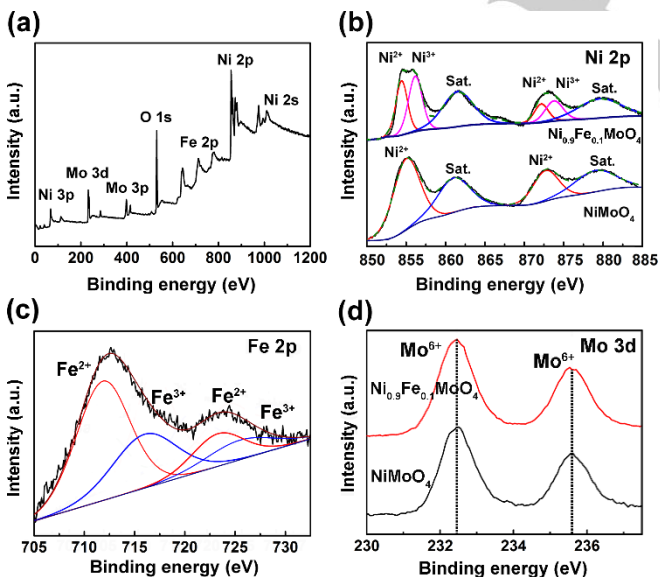 (a)
Ni 3p
Mo 3d
Mo 3p
O 1s
Fe 2p
Ni 2p
Ni 2s
Intensity (a.u.)
0 200 400 600 800 1000 1200
Binding energy (eV)
(b)
Ni 2p
Ni²⁺ Ni³⁺
Sat.
Ni²⁺ Ni³⁺
Sat.
Ni₀.₉Fe₀.₁MoO₄
Ni²⁺
Sat.
Ni²⁺
Sat.
NiMoO₄
Intensity (a.u.)
850 855 860 865 870 875 880 885
Binding energy (eV)
(c)
Fe 2p
Fe²⁺
Fe³⁺
Fe²⁺
Fe³⁺
Intensity (a.u.)
705 710 715 720 725 730
Binding energy (eV)
(d)
Mo 3d
Mo⁶⁺
Mo⁶⁺
Ni₀.₉Fe₀.₁MoO₄
NiMoO₄
Intensity (a.u.)
230 232 234 236
Binding energy (eV)